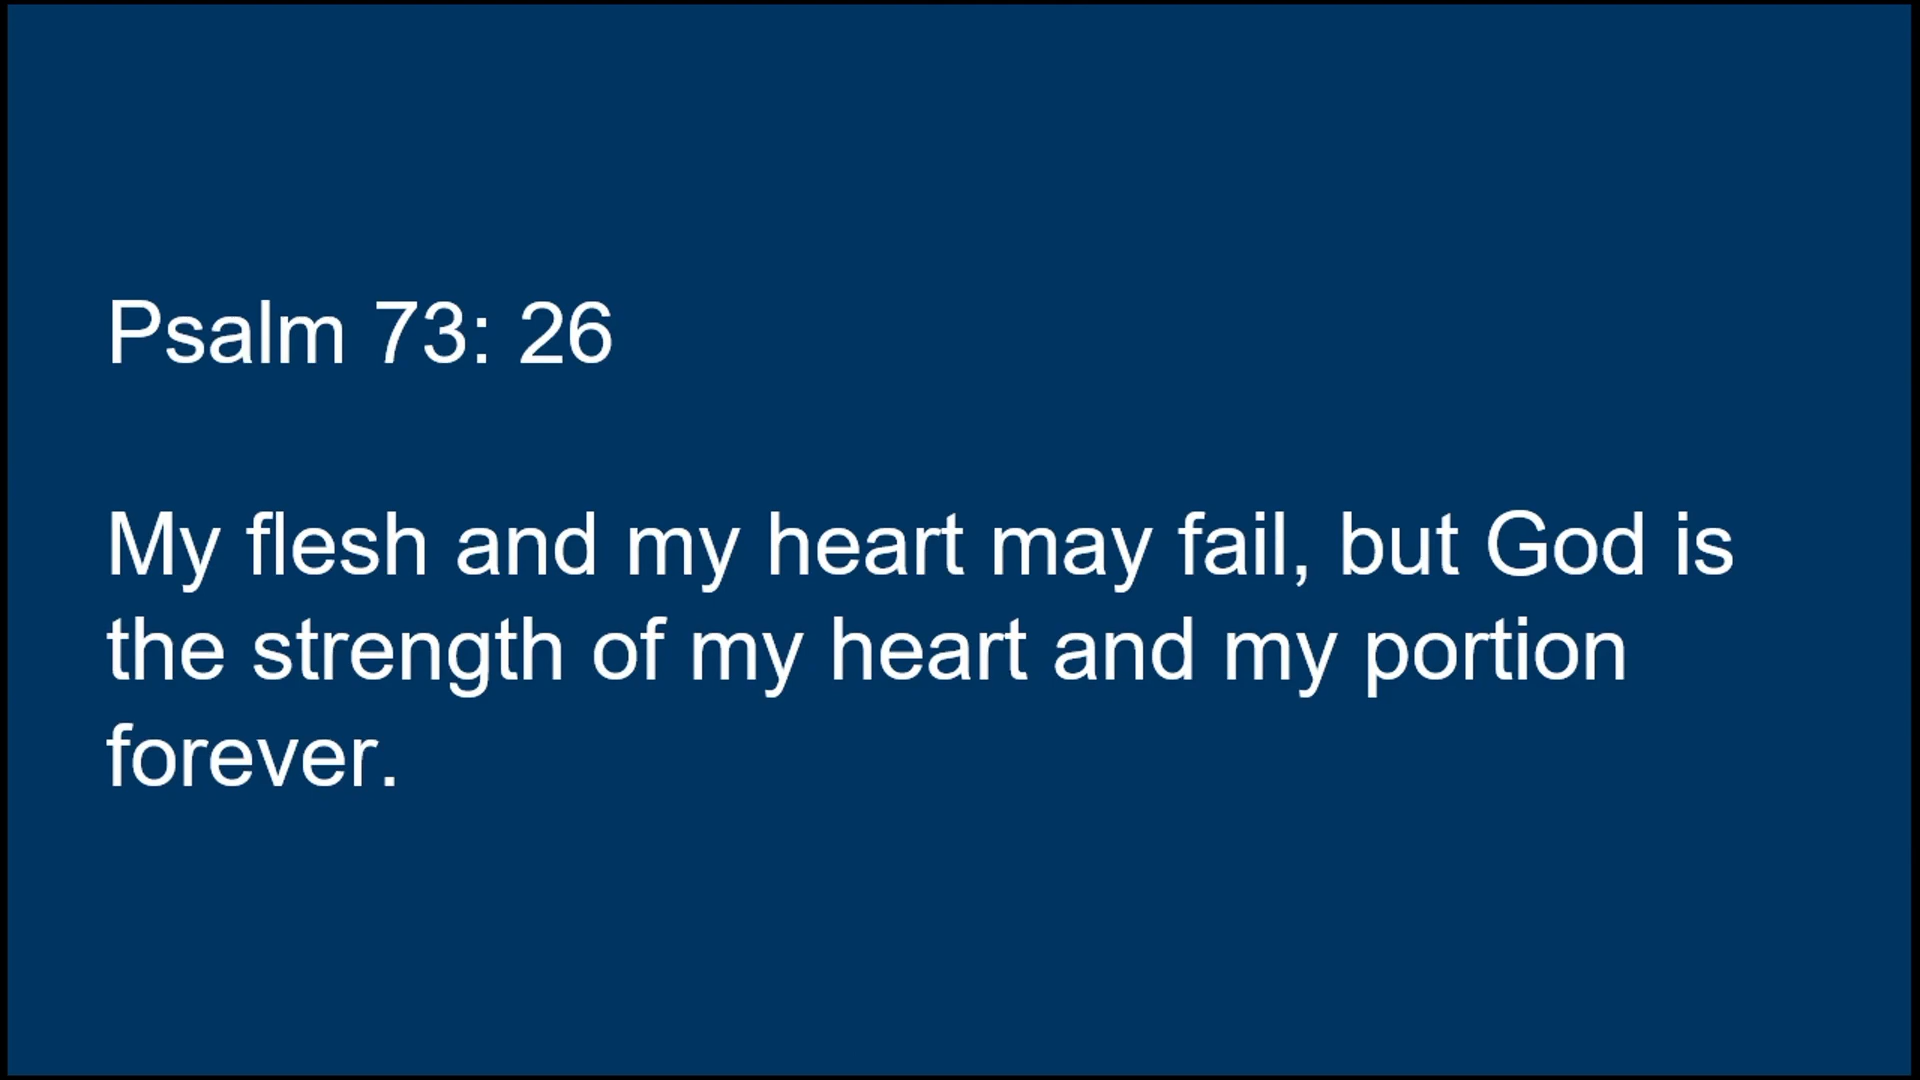 Psalm 73: 26
My flesh and my heart may fail, but God is
the strength of my heart and my portion
forever.